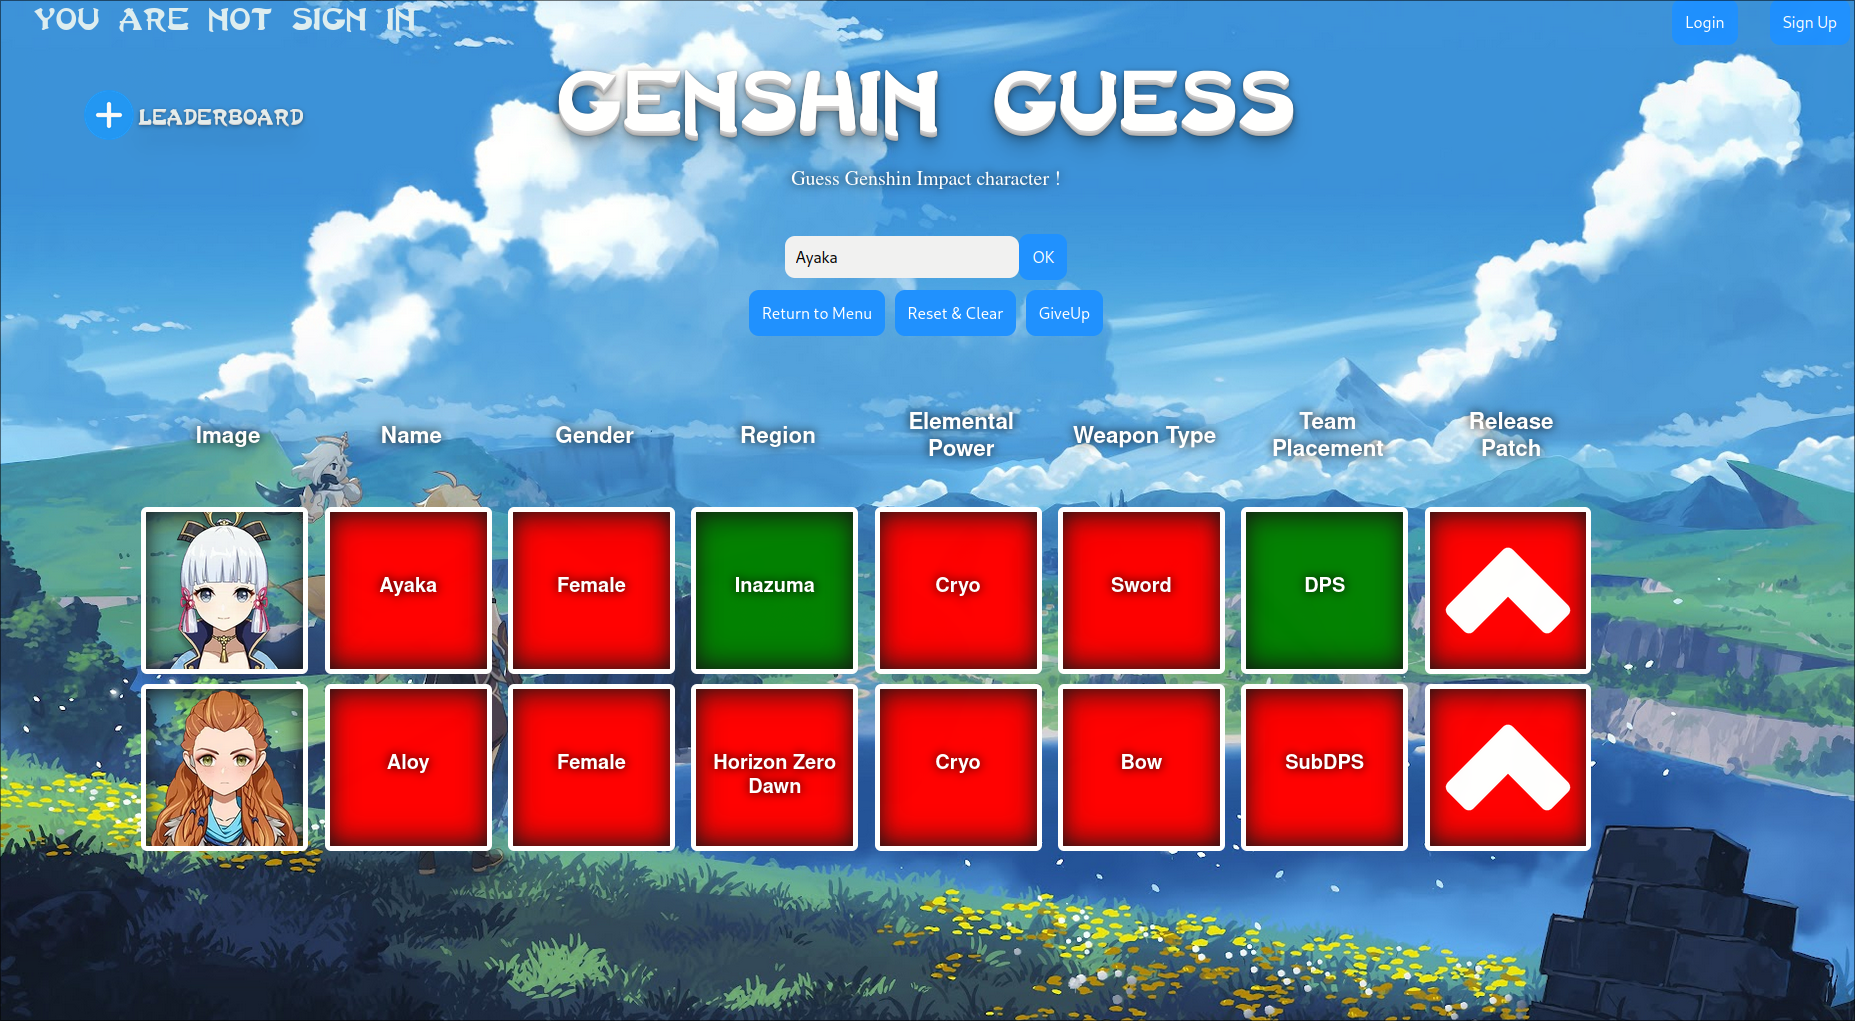 YOU ARE NOT SIGN IN
Login
Sign Up
LEADERBOARD
GENSHIN GUESS
Guess Genshin Impact character !
Ayaka
OK
Return to Menu
Reset & Clear
GiveUp
Image
Name
Gender
Region
Elemental
Power
Weapon Type
Team
Placement
Release
Patch
Ayaka
Female
Inazuma
Cryo
Sword
DPS
Aloy
Female
Horizon Zero
Dawn
Cryo
Bow
SubDPS